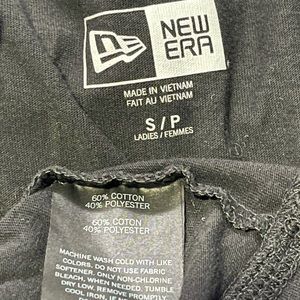 NEW
ERA
MADE IN VIETNAM
FAIT AU VIETNAM
S / P
LADIES / FEMMES
60% COTTON
40% POLYESTER
60% COTON
40% POLYESTER
MACHINE WASH COLD WITH LIKE
COLORS. DO NOT USE FABRIC
SOFTENER. ONLY NON-CHLORINE
BLEACH. WHEN NEEDED. TUMBLE
DRY LOW. REMOVE PROMPTLY.
COOL IRON, IF